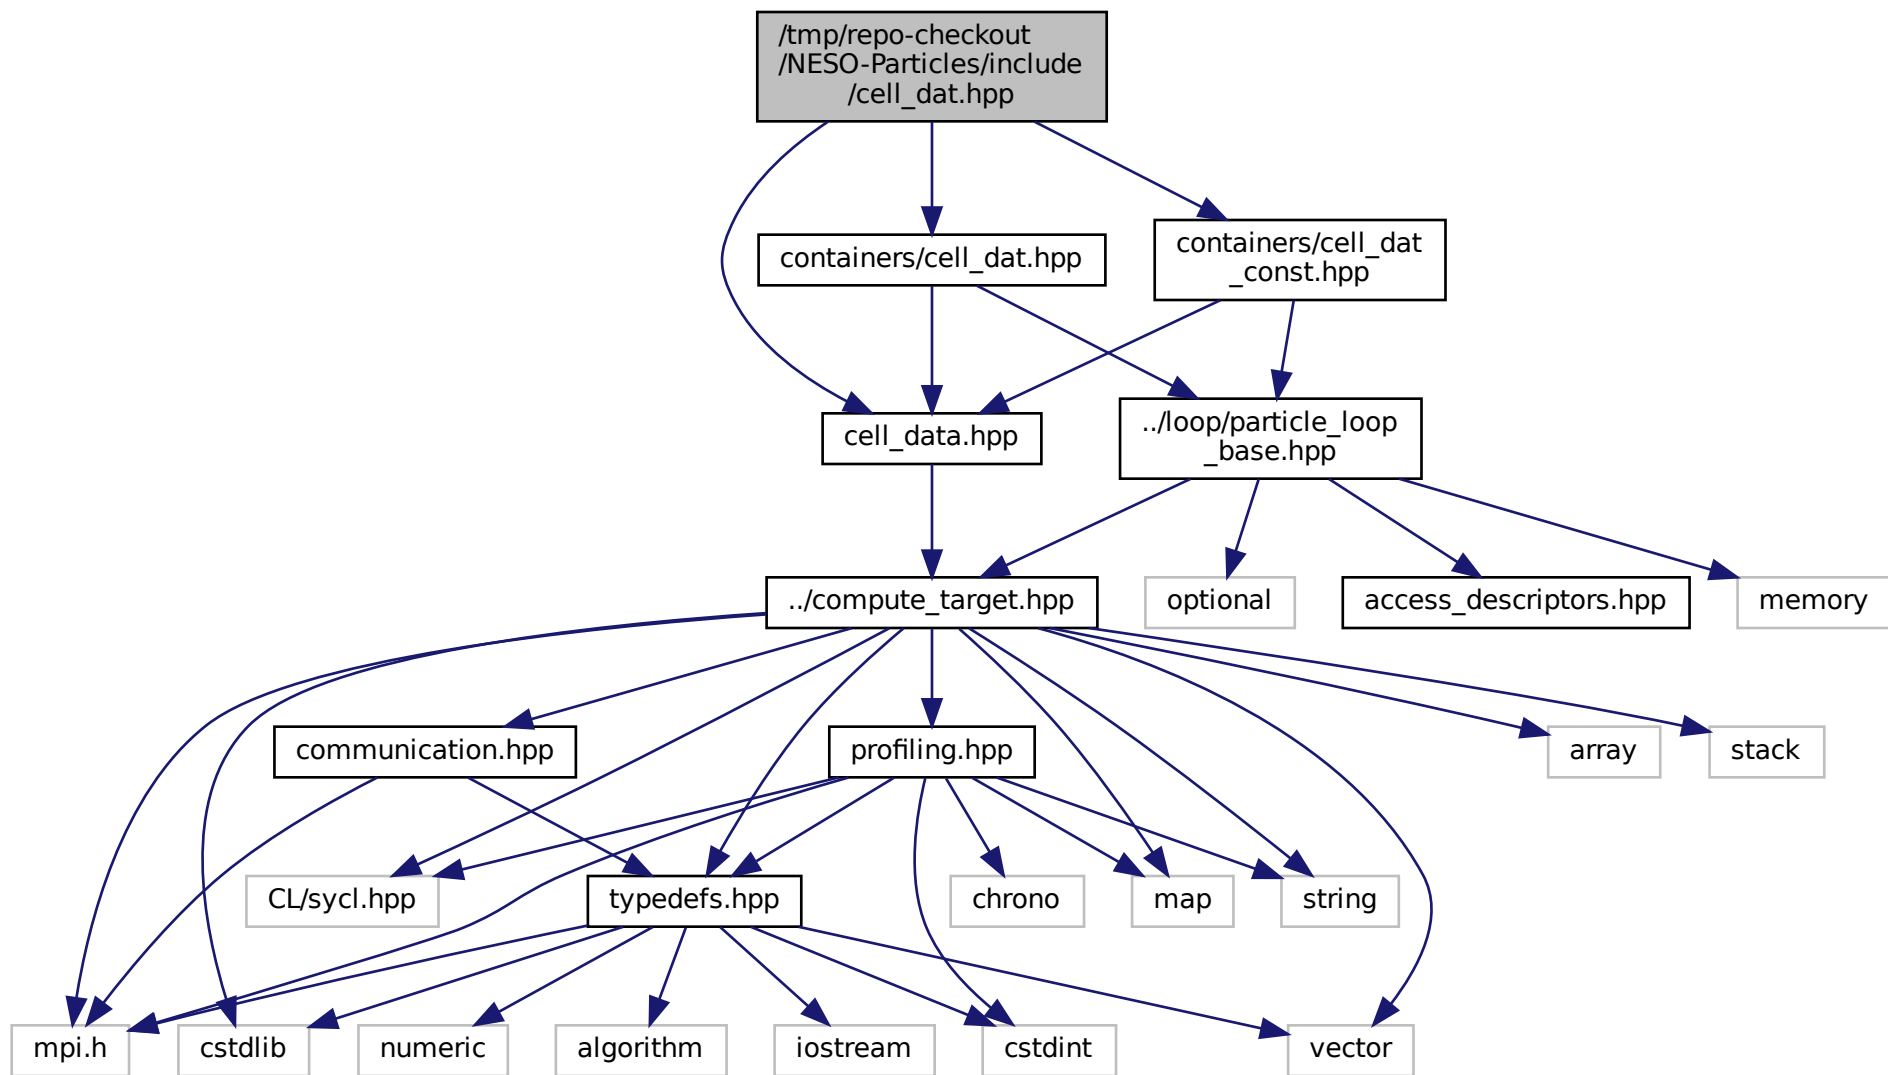 /tmp/repo-checkout
/NESO-Particles/include
/cell_dat.hpp
containers/cell_dat.hpp
containers/cell_dat
_const.hpp
cell_data.hpp
../loop/particle_loop
_base.hpp
../compute_target.hpp
optional
access_descriptors.hpp
memory
communication.hpp
profiling.hpp
array
stack
CL/sycl.hpp
typedefs.hpp
chrono
map
string
mpi.h
cstdlib
numeric
algorithm
iostream
cstdint
vector